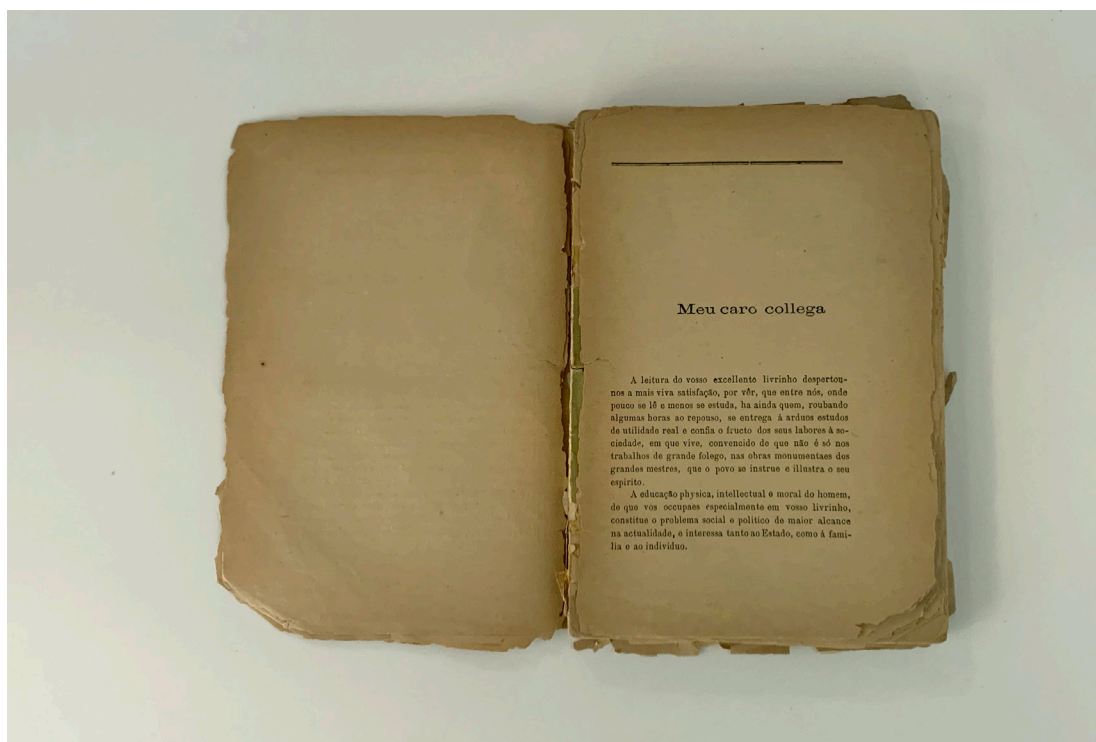 Meu caro collega
A leitura do vosso excellente livrinho despertou-
nos a mais viva satisfação, por vêr, que entre nós, onde
pouco se lê e menos se estuda, ha ainda quem, roubando
algumas horas ao repouso, se entrega á arduos estudos
de utilidade real e confia o fructo dos seus labores á so-
ciedade, em que vive, convencido de que não é só nos
trabalhos de grande folego, nas obras monumentaes dos
grandes mestres, que o povo se instrue e illustra o seu
espirito.
A educação physica, intellectual e moral do homem,
de que vos occupaes especialmente em vosso livrinho,
constitue o problema social e politico de maior alcance
na actualidade, e interessa tanto ao Estado, como á fami-
lia e ao individuo.